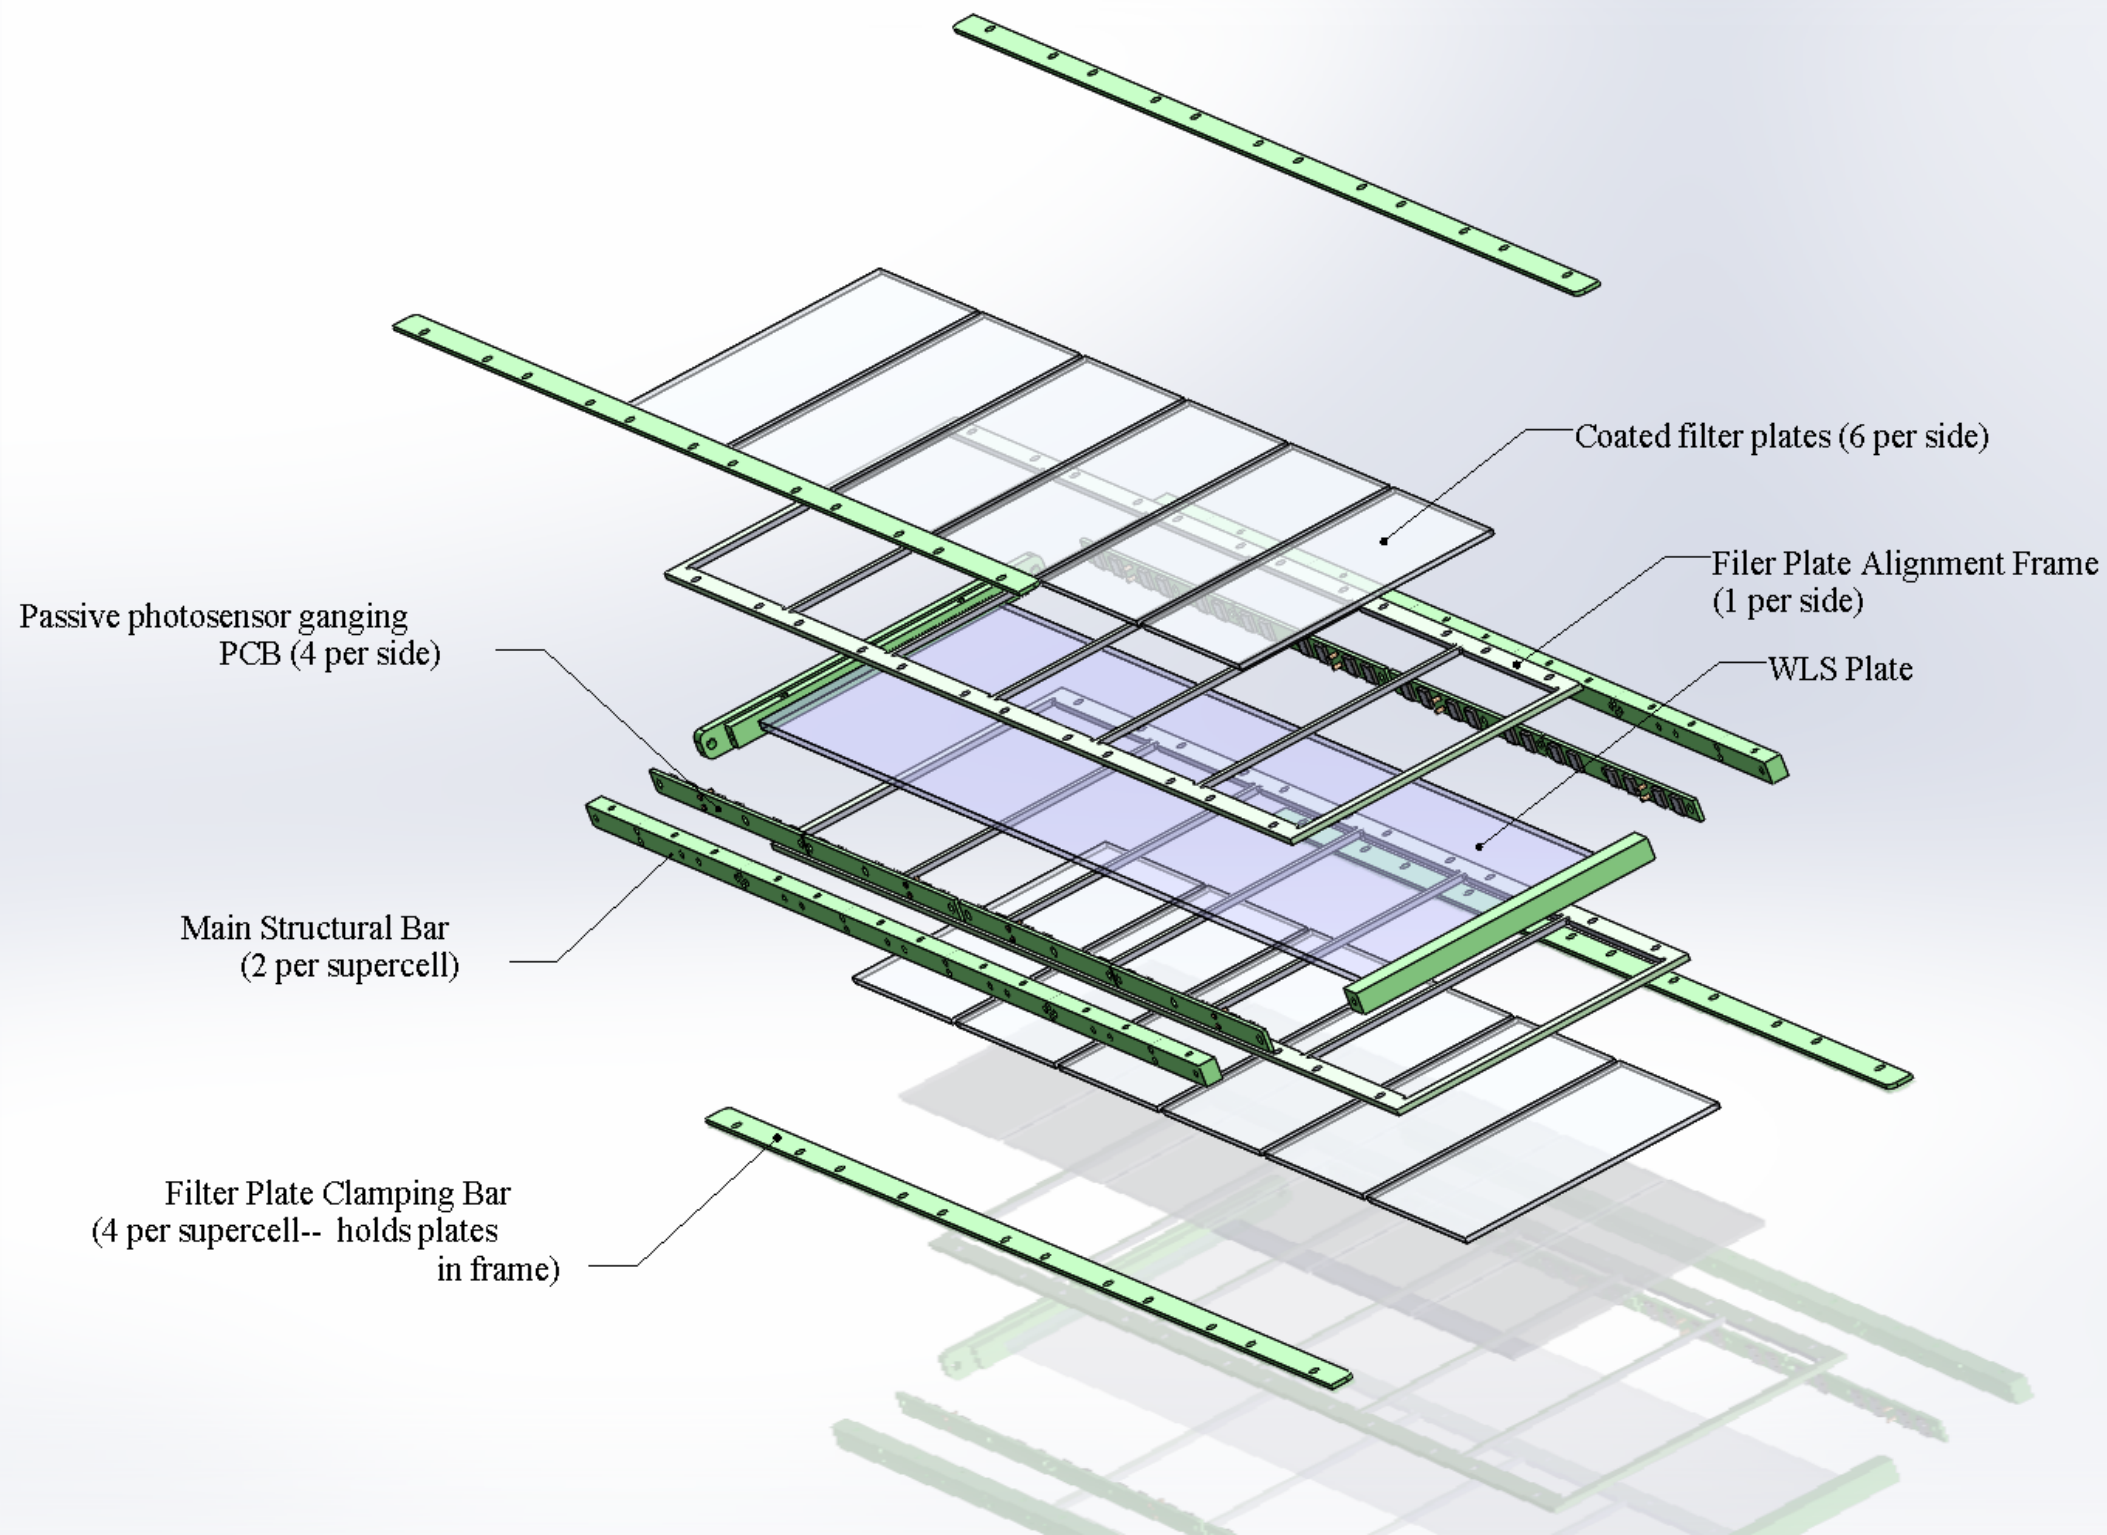 Coated filter plates (6 per side)
Filer Plate Alignment Frame
(1 per side)
WLS Plate
Passive photosensor ganging
PCB (4 per side)
Main Structural Bar
(2 per supercell)
Filter Plate Clamping Bar
(4 per supercell-- holds plates
in frame)